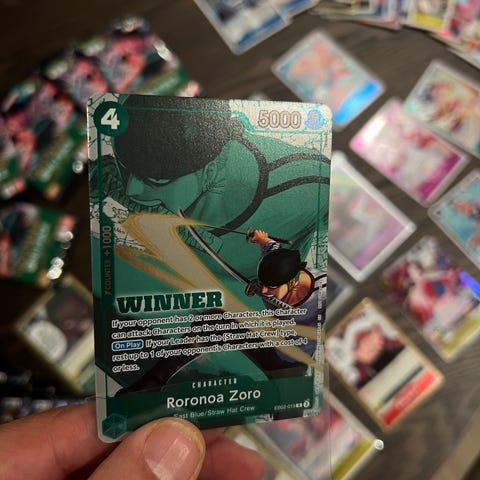 4
5000
COUNTER +1000
WINNER
If your opponent has 2 or more Characters, this Character
can attack Characters on the turn in which it is played.
On Play If your Leader has the {Straw Hat Crew} type,
rest up to 1 of your opponent's Characters with a cost of 4
or less.
CHARACTER
Roronoa Zoro
East Blue/Straw Hat Crew
EB02-019